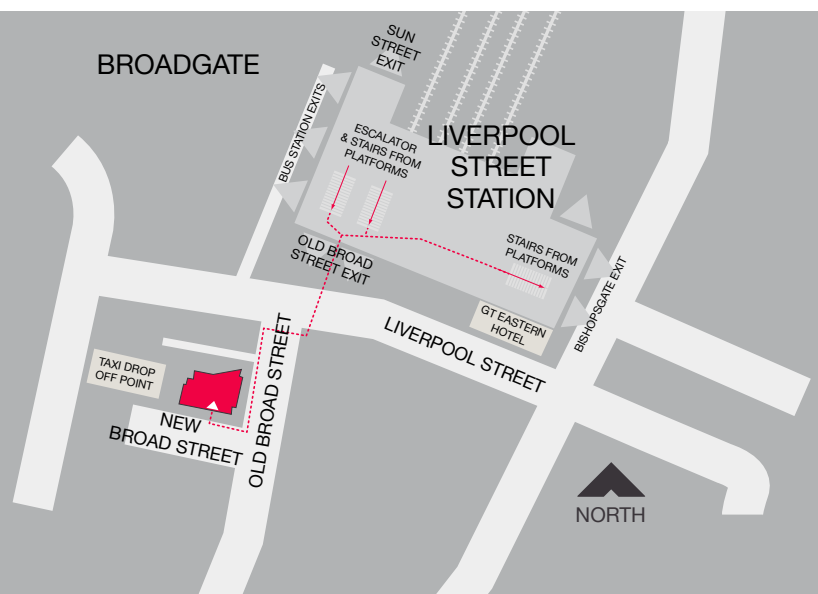 SUN
STREET
EXIT
BROADGATE
BUS STATION EXITS
ESCALATOR
& STAIRS FROM
PLATFORMS
LIVERPOOL
STREET
STATION
OLD BROAD
STREET EXIT
STAIRS FROM
PLATFORMS
BISHOPSGATE EXIT
GT EASTERN
HOTEL
LIVERPOOL STREET
TAXI DROP
OFF POINT
OLD BROAD STREET
NEW
BROAD STREET
NORTH